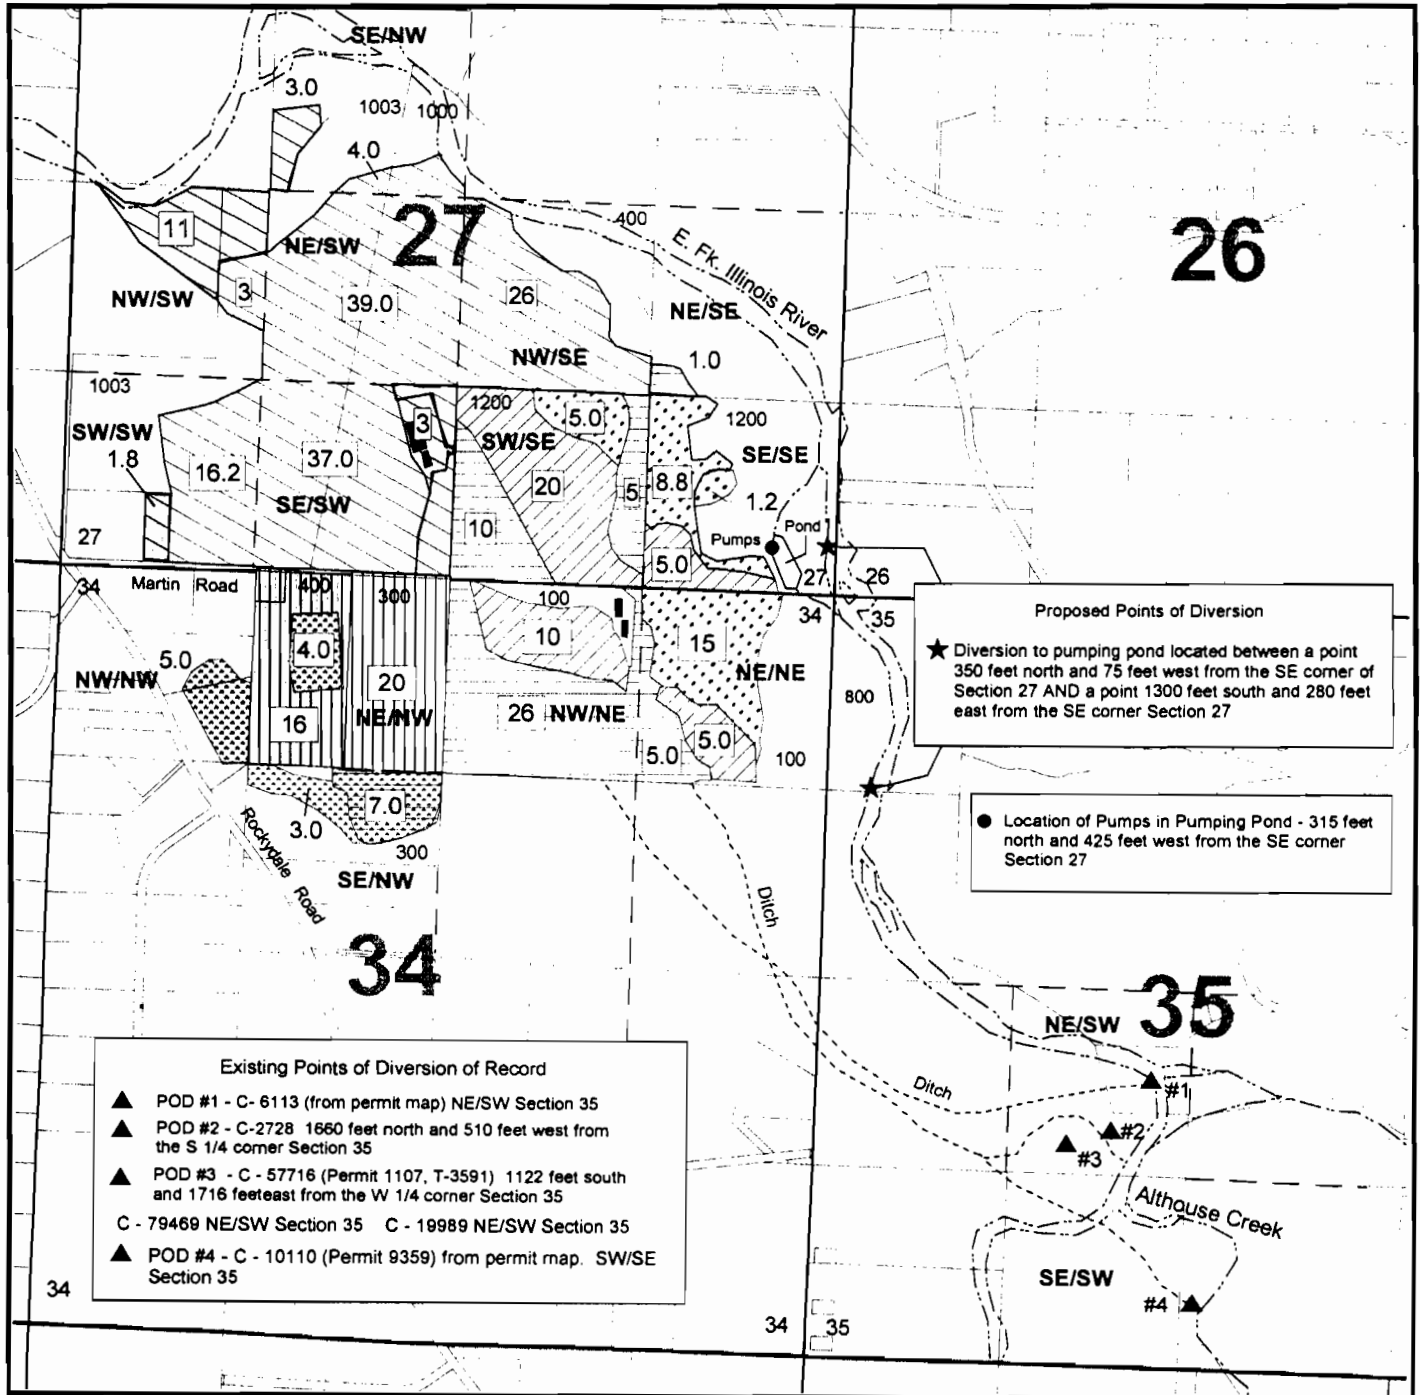 SE/NW
3.0
1003
1000
4.0
400
E. Fk. Illinois River
11
NE/SW
27
26
NW/SW
3
39.0
26
NE/SE
NW/SE
1.0
1003
1200
5.0
1200
3
SW/SW
SW/SE
SE/SE
1.8
16.2
37.0
20
5
8.8
SE/SW
1.2
10
Pond
Pumps
27
5.0
27
26
34
Martin Road
400
300
100
34
35
5.0
4.0
10
15
NW/NW
NE/NE
20
800
16
NE/NW
26
NW/NE
5.0
5.0
100
Proposed Points of Diversion
★ Diversion to pumping pond located between a point
350 feet north and 75 feet west from the SE corner of
Section 27 AND a point 1300 feet south and 280 feet
east from the SE corner Section 27
7.0
3.0
300
Rockydale Road
SE/NW
● Location of Pumps in Pumping Pond - 315 feet
north and 425 feet west from the SE corner
Section 27
Ditch
34
35
NE/SW
Ditch
#1
#2
#3
Althouse Creek
SE/SW
#4
Existing Points of Diversion of Record
▲ POD #1 - C- 6113 (from permit map) NE/SW Section 35
▲ POD #2 - C-2728 1660 feet north and 510 feet west from
the S 1/4 corner Section 35
▲ POD #3 - C - 57716 (Permit 1107, T-3591) 1122 feet south
and 1716 feeteast from the W 1/4 corner Section 35
C - 79469 NE/SW Section 35 C - 19989 NE/SW Section 35
▲ POD #4 - C - 10110 (Permit 9359) from permit map. SW/SE
Section 35
34
34
35